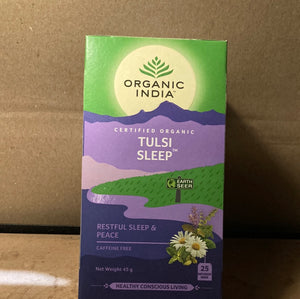 ORGANIC
INDIA
CERTIFIED ORGANIC
TULSI
SLEEP™
EARTH
SEER
RESTFUL SLEEP &
PEACE
CAFFEINE FREE
25
Net Weight 45 g
HEALTHY CONSCIOUS LIVING